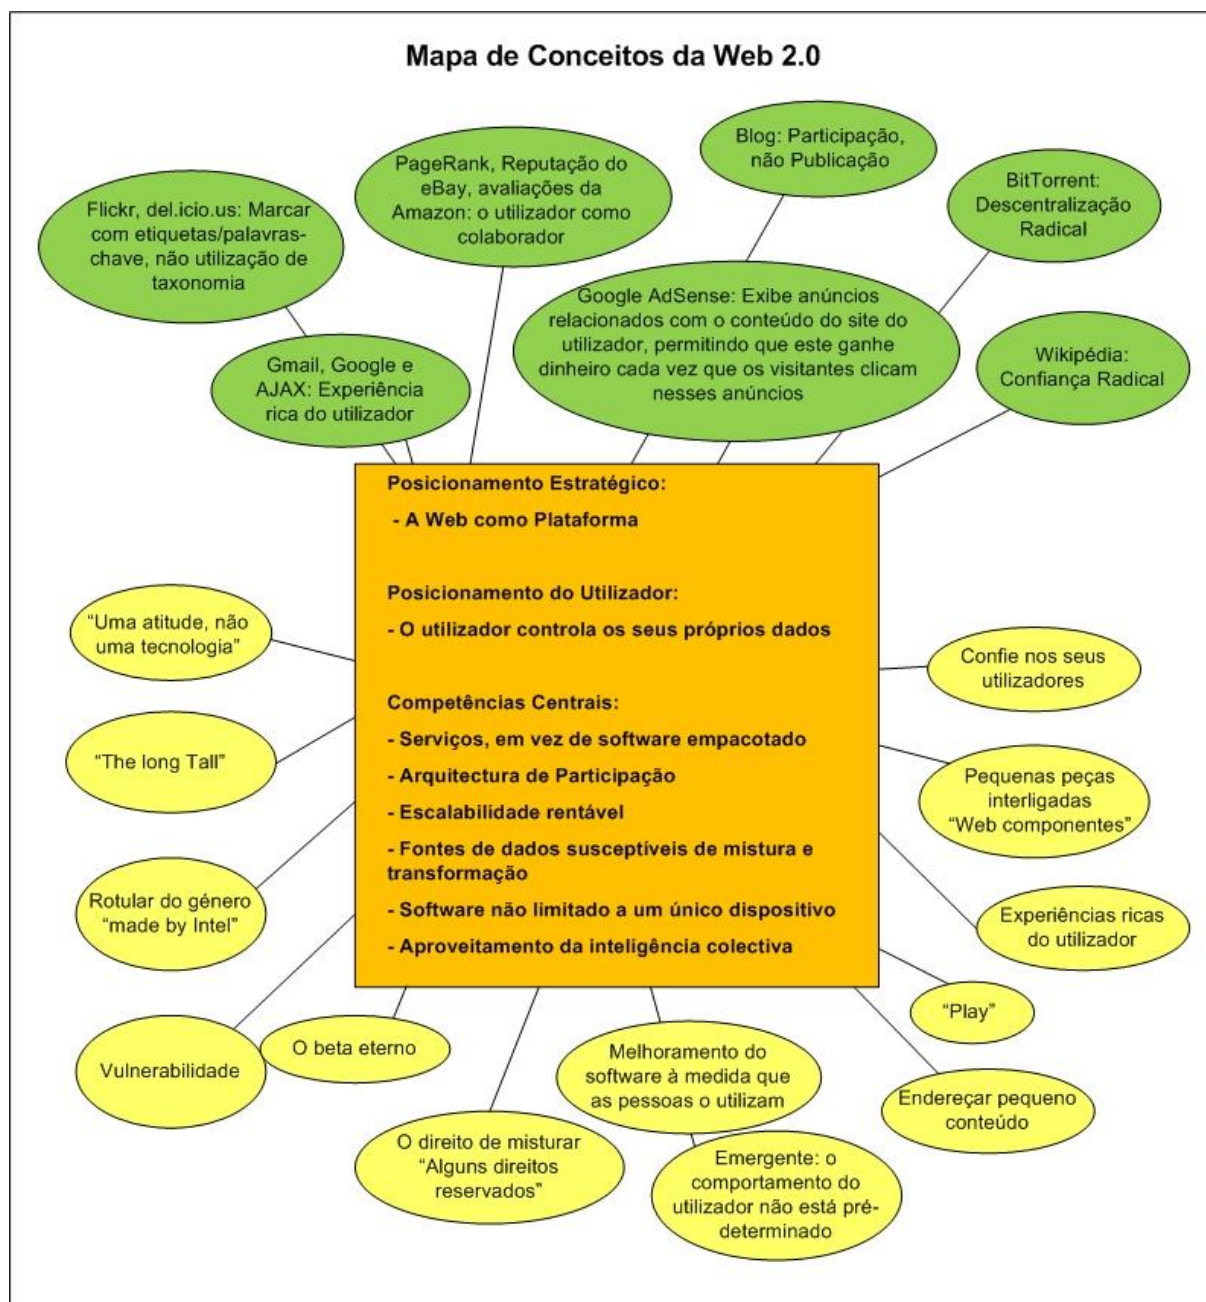 Mapa de Conceitos da Web 2.0
Flickr, del.icio.us: Marcar
com etiquetas/palavras-
chave, não utilização de
taxonomia
PageRank, Reputação do
eBay, avaliações da
Amazon: o utilizador como
colaborador
Blog: Participação,
não Publicação
BitTorrent:
Descentralização
Radical
Gmail, Google e
AJAX: Experiência
rica do utilizador
Google AdSense: Exibe anúncios
relacionados com o conteúdo do site do
utilizador, permitindo que este ganhe
dinheiro cada vez que os visitantes clicam
nesses anúncios
Wikipédia:
Confiança Radical
Posicionamento Estratégico:
- A Web como Plataforma
Posicionamento do Utilizador:
- O utilizador controla os seus próprios dados
Competências Centrais:
- Serviços, em vez de software empacotado
- Arquitectura de Participação
- Escalabilidade rentável
- Fontes de dados susceptíveis de mistura e
transformação
- Software não limitado a um único dispositivo
- Aproveitamento da inteligência colectiva
“Uma atitude, não
uma tecnologia”
“The long Tall”
Rotular do género
“made by Intel”
Vulnerabilidade
O beta eterno
O direito de misturar
“Alguns direitos
reservados”
Melhoramento do
software à medida que
as pessoas o utilizam
Emergente: o
comportamento do
utilizador não está pré-
determinado
Confie nos seus
utilizadores
Pequenas peças
interligadas
“Web componentes”
Experiências ricas
do utilizador
“Play”
Endereçar pequeno
conteúdo